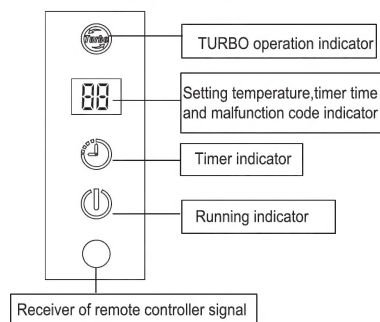 Turbo
TURBO operation indicator
88
Setting temperature,timer time
and malfunction code indicator
Timer indicator
Running indicator
Receiver of remote controller signal